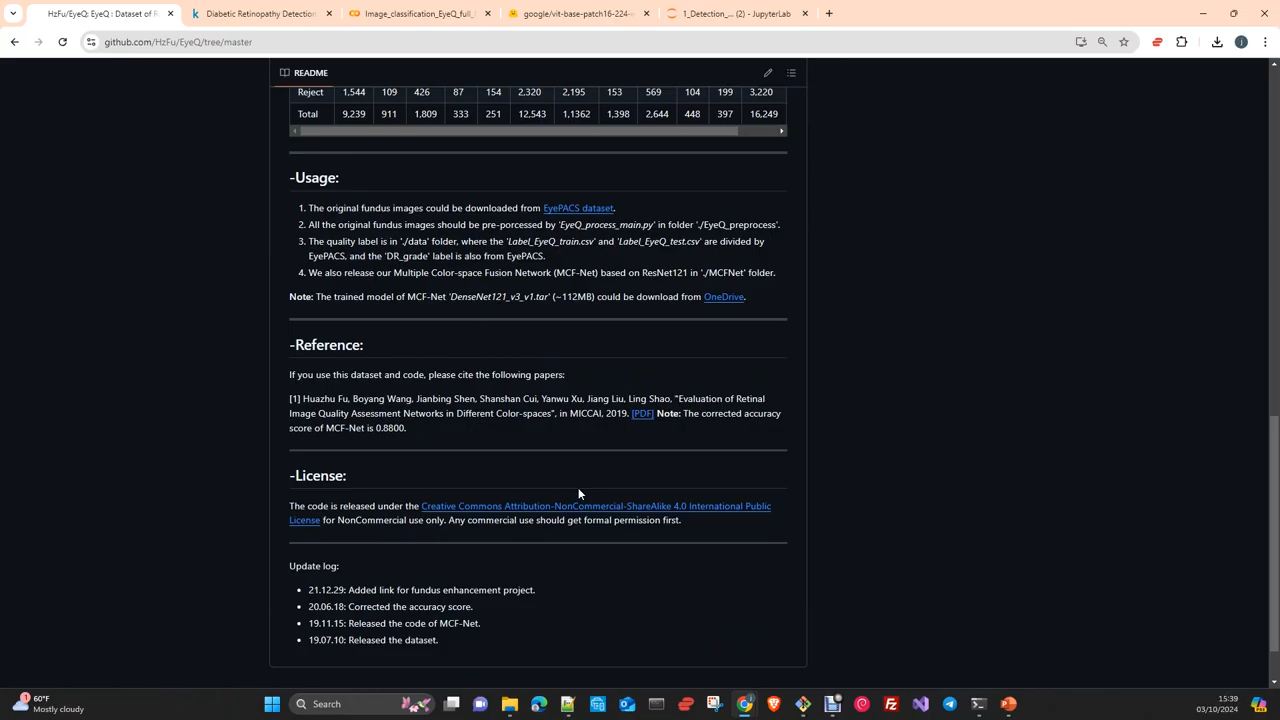 HzFu/EyeQ: EyeQ : Dataset of R
Diabetic Retinopathy Detection
Image_classification_EyeQ_full_
google/vit-base-patch16-224-
1_Detection_... (2) - JupyterLab
github.com/HzFu/EyeQ/tree/master
README
Reject 1,544 109 426 87 154 2,320 2,195 153 569 104 199 3,220
Total 9,239 911 1,809 333 251 12,543 1,1362 1,398 2,644 448 397 16,249
-Usage:
1. The original fundus images could be downloaded from EyePACS dataset.
2. All the original fundus images should be pre-porcessed by 'EyeQ_process_main.py' in folder './EyeQ_preprocess'.
3. The quality label is in './data' folder, where the 'Label_EyeQ_train.csv' and 'Label_EyeQ_test.csv' are divided by
EyePACS, and the 'DR_grade' label is also from EyePACS.
4. We also release our Multiple Color-space Fusion Network (MCF-Net) based on ResNet121 in './MCFNet' folder.
Note: The trained model of MCF-Net 'DenseNet121_v3_v1.tar' (~112MB) could be download from OneDrive.
-Reference:
If you use this dataset and code, please cite the following papers:
[1] Huazhu Fu, Boyang Wang, Jianbing Shen, Shanshan Cui, Yanwu Xu, Jiang Liu, Ling Shao, "Evaluation of Retinal
Image Quality Assessment Networks in Different Color-spaces", in MICCAI, 2019. [PDF] Note: The corrected accuracy
score of MCF-Net is 0.8800.
-License:
The code is released under the Creative Commons Attribution-NonCommercial-ShareAlike 4.0 International Public
License for NonCommercial use only. Any commercial use should get formal permission first.
Update log:
• 21.12.29: Added link for fundus enhancement project.
• 20.06.18: Corrected the accuracy score.
• 19.11.15: Released the code of MCF-Net.
• 19.07.10: Released the dataset.
1
60°F
Mostly cloudy
Search
15:39
03/10/2024